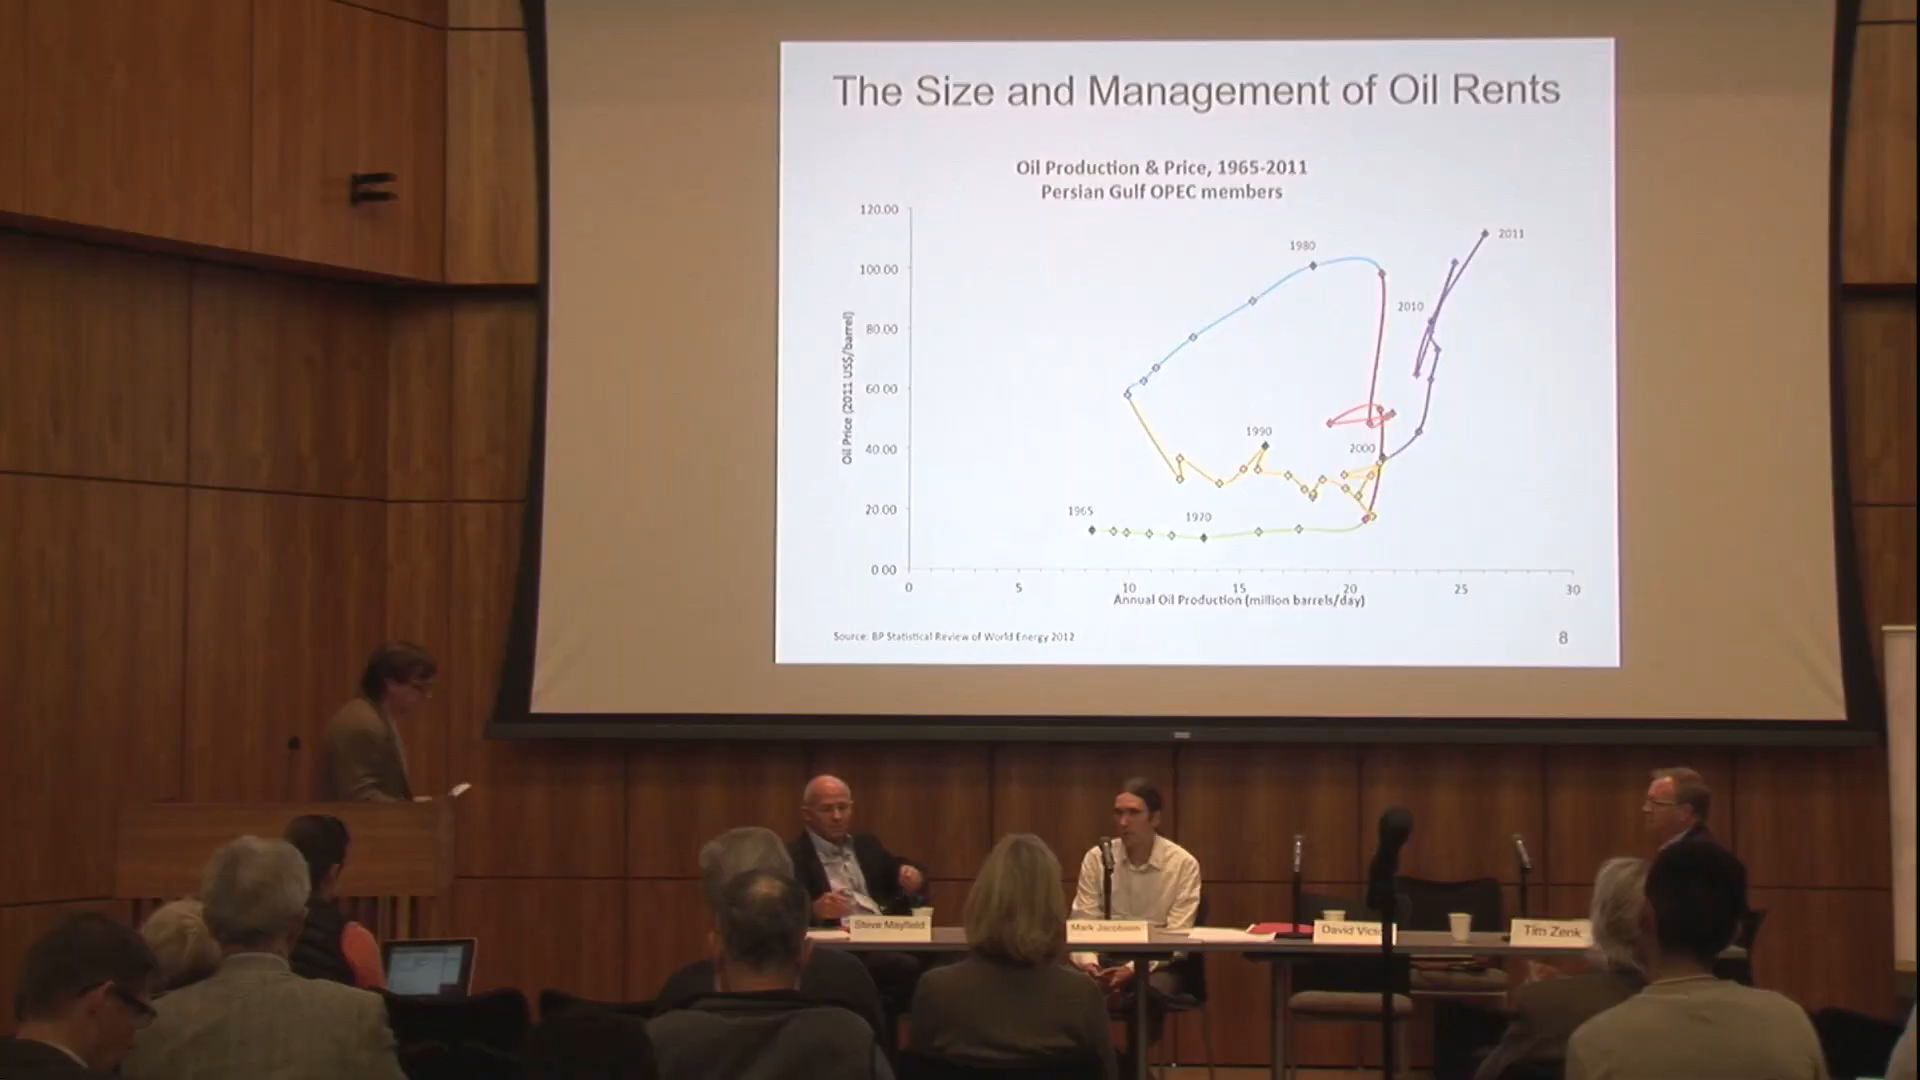 The Size and Management of Oil Rents
Oil Production & Price, 1965-2011
Persian Gulf OPEC members
120.00
100.00
80.00
60.00
40.00
20.00
0.00
Oil Price (2011 US$/barrel)
1980
2011
2010
1990
2000
1965
1970
0
5
10
15
20
25
30
Annual Oil Production (million barrels/day)
Source: BP Statistical Review of World Energy 2012
8
Steve Mayfield
Mark Jacobson
David
Tim Zenk